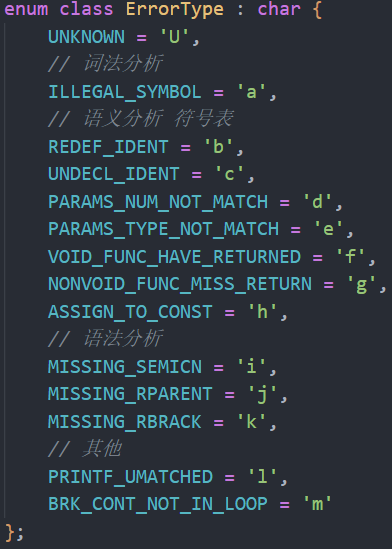 enum class ErrorType : char {
    UNKNOWN = 'U',
    // 词法分析
    ILLEGAL_SYMBOL = 'a',
    // 语义分析 符号表
    REDEF_IDENT = 'b',
    UNDECL_IDENT = 'c',
    PARAMS_NUM_NOT_MATCH = 'd',
    PARAMS_TYPE_NOT_MATCH = 'e',
    VOID_FUNC_HAVE_RETURNED = 'f',
    NONVOID_FUNC_MISS_RETURN = 'g',
    ASSIGN_TO_CONST = 'h',
    // 语法分析
    MISSING_SEMICN = 'i',
    MISSING_RPARENT = 'j',
    MISSING_RBRACK = 'k',
    // 其他
    PRINTF_UMATCHED = 'l',
    BRK_CONT_NOT_IN_LOOP = 'm'
};